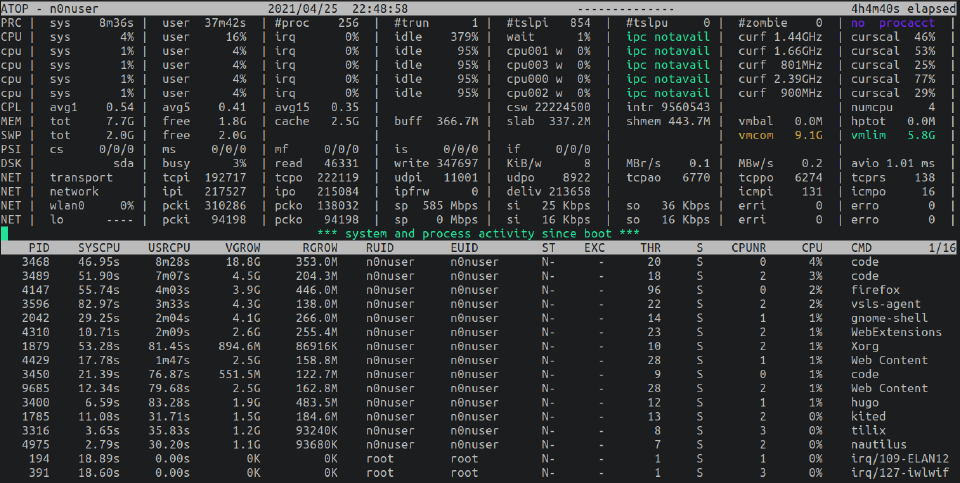 ATOP - n0nuser 2021/04/25 22:48:58 -------------- 4h4m40s elapsed
PRC | sys 8m36s | user 37m42s | #proc 256 | #trun 1 | #tslpi 854 | #tslpu 0 | #zombie 0 | no procacct |
CPU | sys 4% | user 16% | irq 0% | idle 379% | wait 1% | ipc notavail | curf 1.44GHz | curscal 46% |
cpu | sys 1% | user 4% | irq 0% | idle 95% | cpu001 w 0% | ipc notavail | curf 1.66GHz | curscal 53% |
cpu | sys 1% | user 4% | irq 0% | idle 95% | cpu003 w 0% | ipc notavail | curf 801MHz | curscal 25% |
cpu | sys 1% | user 4% | irq 0% | idle 95% | cpu000 w 0% | ipc notavail | curf 2.39GHz | curscal 77% |
cpu | sys 1% | user 4% | irq 0% | idle 95% | cpu002 w 0% | ipc notavail | curf 900MHz | curscal 29% |
CPL | avg1 0.54 | avg5 0.41 | avg15 0.35 | | csw 22224500 | intr 9560543 | | numcpu 4 |
MEM | tot 7.7G | free 1.8G | cache 2.5G | buff 366.7M | slab 337.2M | shmem 443.7M | vmbal 0.0M | hptot 0.0M |
SWP | tot 2.0G | free 2.0G | | | | | vmcom 9.1G | vmlim 5.8G |
PSI | cs 0/0/0 | ms 0/0/0 | mf 0/0/0 | is 0/0/0 | if 0/0/0 | | | |
DSK | sda | busy 3% | read 46331 | write 347697 | KiB/w 8 | MBr/s 0.1 | MBw/s 0.2 | avio 1.01 ms |
NET | transport | tcpi 192717 | tcpo 222119 | udpi 11001 | udpo 8922 | tcpao 6770 | tcppo 6274 | tcprs 138 |
NET | network | ipi 217527 | ipo 215084 | ipfrw 0 | deliv 213658 | | icmpi 131 | icmpo 16 |
NET | wlan0 0% | pcki 310286 | pcko 138032 | sp 585 Mbps | si 25 Kbps | so 36 Kbps | erri 0 | erro 0 |
NET | lo ---- | pcki 94198 | pcko 94198 | sp 0 Mbps | si 16 Kbps | so 16 Kbps | erri 0 | erro 0 |
*** system and process activity since boot ***
PID SYSCPU USRCPU VGROW RGROW RUID EUID ST EXC THR S CPUNR CPU CMD 1/16
3468 46.95s 8m28s 18.8G 353.0M n0nuser n0nuser N- - 20 S 0 4% code
3489 51.90s 7m07s 4.5G 204.3M n0nuser n0nuser N- - 18 S 2 3% code
4147 55.74s 4m03s 3.9G 446.0M n0nuser n0nuser N- - 96 S 0 2% firefox
3596 82.97s 3m33s 4.3G 138.0M n0nuser n0nuser N- - 22 S 2 2% vsls-agent
2042 29.25s 2m04s 4.1G 266.0M n0nuser n0nuser N- - 14 S 1 1% gnome-shell
4310 10.71s 2m09s 2.6G 255.4M n0nuser n0nuser N- - 23 S 2 1% WebExtensions
1879 53.28s 81.45s 894.6M 86916K n0nuser n0nuser N- - 10 S 2 1% Xorg
4429 17.78s 1m47s 2.5G 158.8M n0nuser n0nuser N- - 28 S 1 1% Web Content
3450 21.39s 76.87s 551.5M 122.7M n0nuser n0nuser N- - 9 S 0 1% code
9685 12.34s 79.68s 2.5G 162.8M n0nuser n0nuser N- - 28 S 2 1% Web Content
3400 6.59s 83.28s 1.9G 483.5M n0nuser n0nuser N- - 12 S 1 1% hugo
1785 11.08s 31.71s 1.5G 184.6M n0nuser n0nuser N- - 13 S 2 0% kited
3316 3.65s 35.83s 1.2G 93240K n0nuser n0nuser N- - 8 S 3 0% tilix
4975 2.79s 30.20s 1.1G 93680K n0nuser n0nuser N- - 7 S 2 0% nautilus
194 18.89s 0.00s 0K 0K root root N- - 1 S 1 0% irq/109-ELAN12
391 18.60s 0.00s 0K 0K root root N- - 1 S 3 0% irq/127-iwlwif